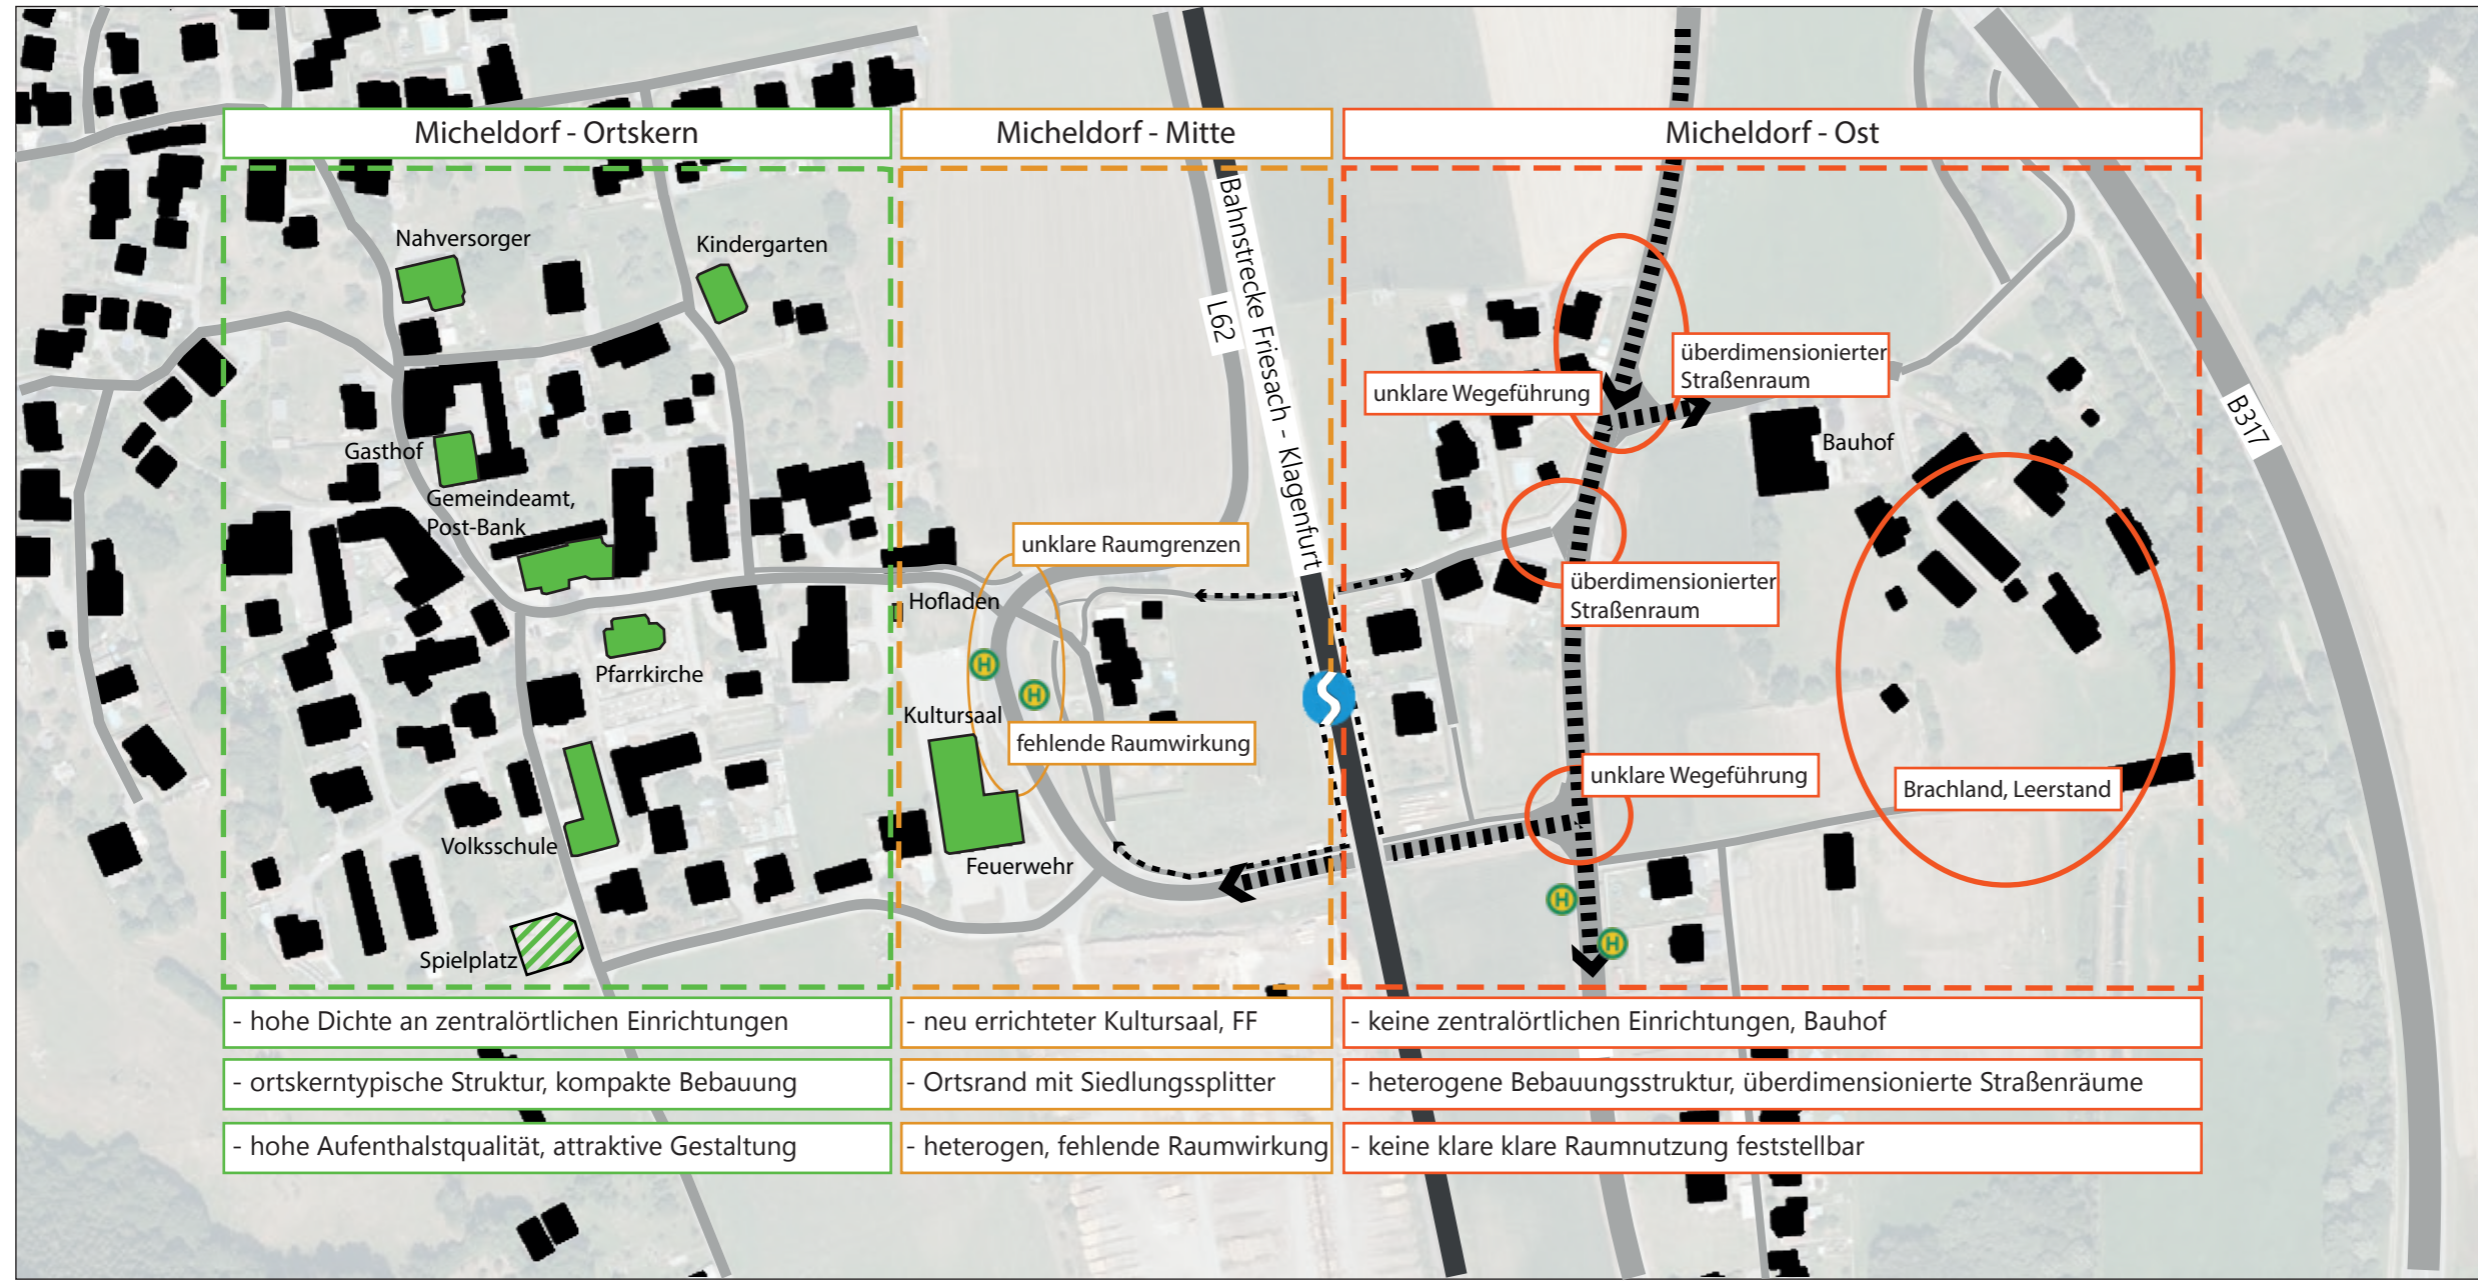 Micheldorf - Ortskern
Micheldorf - Mitte
Micheldorf - Ost
Nahversorger
Kindergarten
Gasthof
Gemeindeamt,
Post-Bank
Pfarrkirche
Volksschule
Spielplatz
Bahnstrecke Friesach - Klagenfurt
L62
unklare Raumgrenzen
Hofladen
H
H
Kultursaal
fehlende Raumwirkung
Feuerwehr
überdimensionierter
Straßenraum
unklare Wegeführung
Bauhof
B317
überdimensionierter
Straßenraum
unklare Wegeführung
Brachland, Leerstand
H
H
- hohe Dichte an zentralörtlichen Einrichtungen
- ortskerntypische Struktur, kompakte Bebauung
- hohe Aufenthalstqualität, attraktive Gestaltung
- neu errichteter Kultursaal, FF
- Ortsrand mit Siedlungssplitter
- heterogen, fehlende Raumwirkung
- keine zentralörtlichen Einrichtungen, Bauhof
- heterogene Bebauungsstruktur, überdimensionierte Straßenräume
- keine klare klare Raumnutzung feststellbar